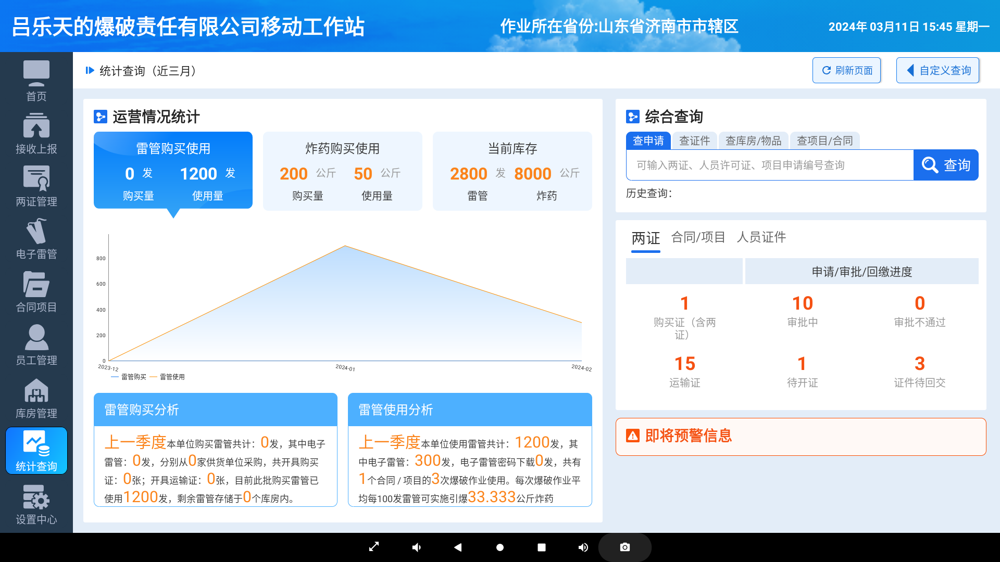 吕乐天的爆破责任有限公司移动工作站
作业所在省份:山东省济南市市辖区
2024年 03月11日 15:45 星期一
首页
接收上报
两证管理
电子雷管
合同项目
员工管理
库房管理
统计查询
设置中心
统计查询（近三月）
刷新页面
自定义查询
运营情况统计
雷管购买使用
0 发 1200 发
购买量 使用量
炸药购买使用
200 公斤 50 公斤
购买量 使用量
当前库存
2800 发 8000 公斤
雷管 炸药
800
600
400
200
0
2023-12 2024-01 2024-02
雷管购买 雷管使用
雷管购买分析
上一季度本单位购买雷管共计：0发，其中电子
雷管：0发，分别从0家供货单位采购，共开具购买
证：0张；开具运输证：0张，目前此批购买雷管已
使用1200发，剩余雷管存储于0个库房内。
雷管使用分析
上一季度本单位使用雷管共计：1200发，其
中电子雷管：300发，电子雷管密码下载0发，共有
1个合同 / 项目的3次爆破作业使用。每次爆破作业平
均每100发雷管可实施引爆33.333公斤炸药
综合查询
查申请 查证件 查库房/物品 查项目/合同
可输入两证、人员许可证、项目申请编号查询
查询
历史查询：
两证 合同/项目 人员证件
申请/审批/回缴进度
1 10 0
购买证（含两
证） 审批中 审批不通过
15 1 3
运输证 待开证 证件待回交
即将预警信息